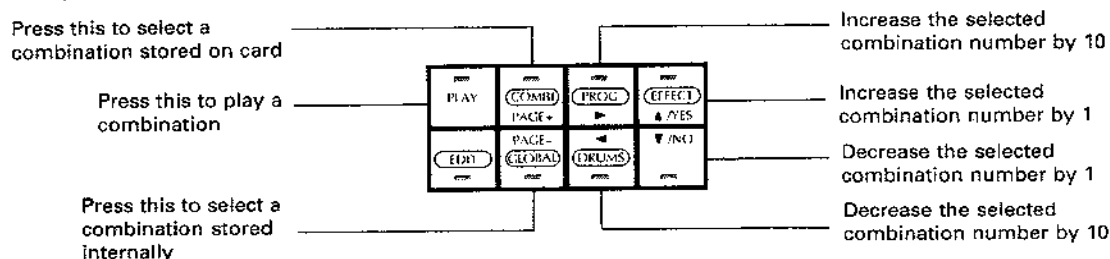 Press this to select a
combination stored on card
Press this to play a
combination
Press this to select a
combination stored
internally
PLAY
COMBI
PAGE+
PROG
►
EFFECT
▲/YES
EDIT
PAGE–
GLOBAL
◄
DRUMS
▼/NO
Increase the selected
combination number by 10
Increase the selected
combination number by 1
Decrease the selected
combination number by 1
Decrease the selected
combination number by 10